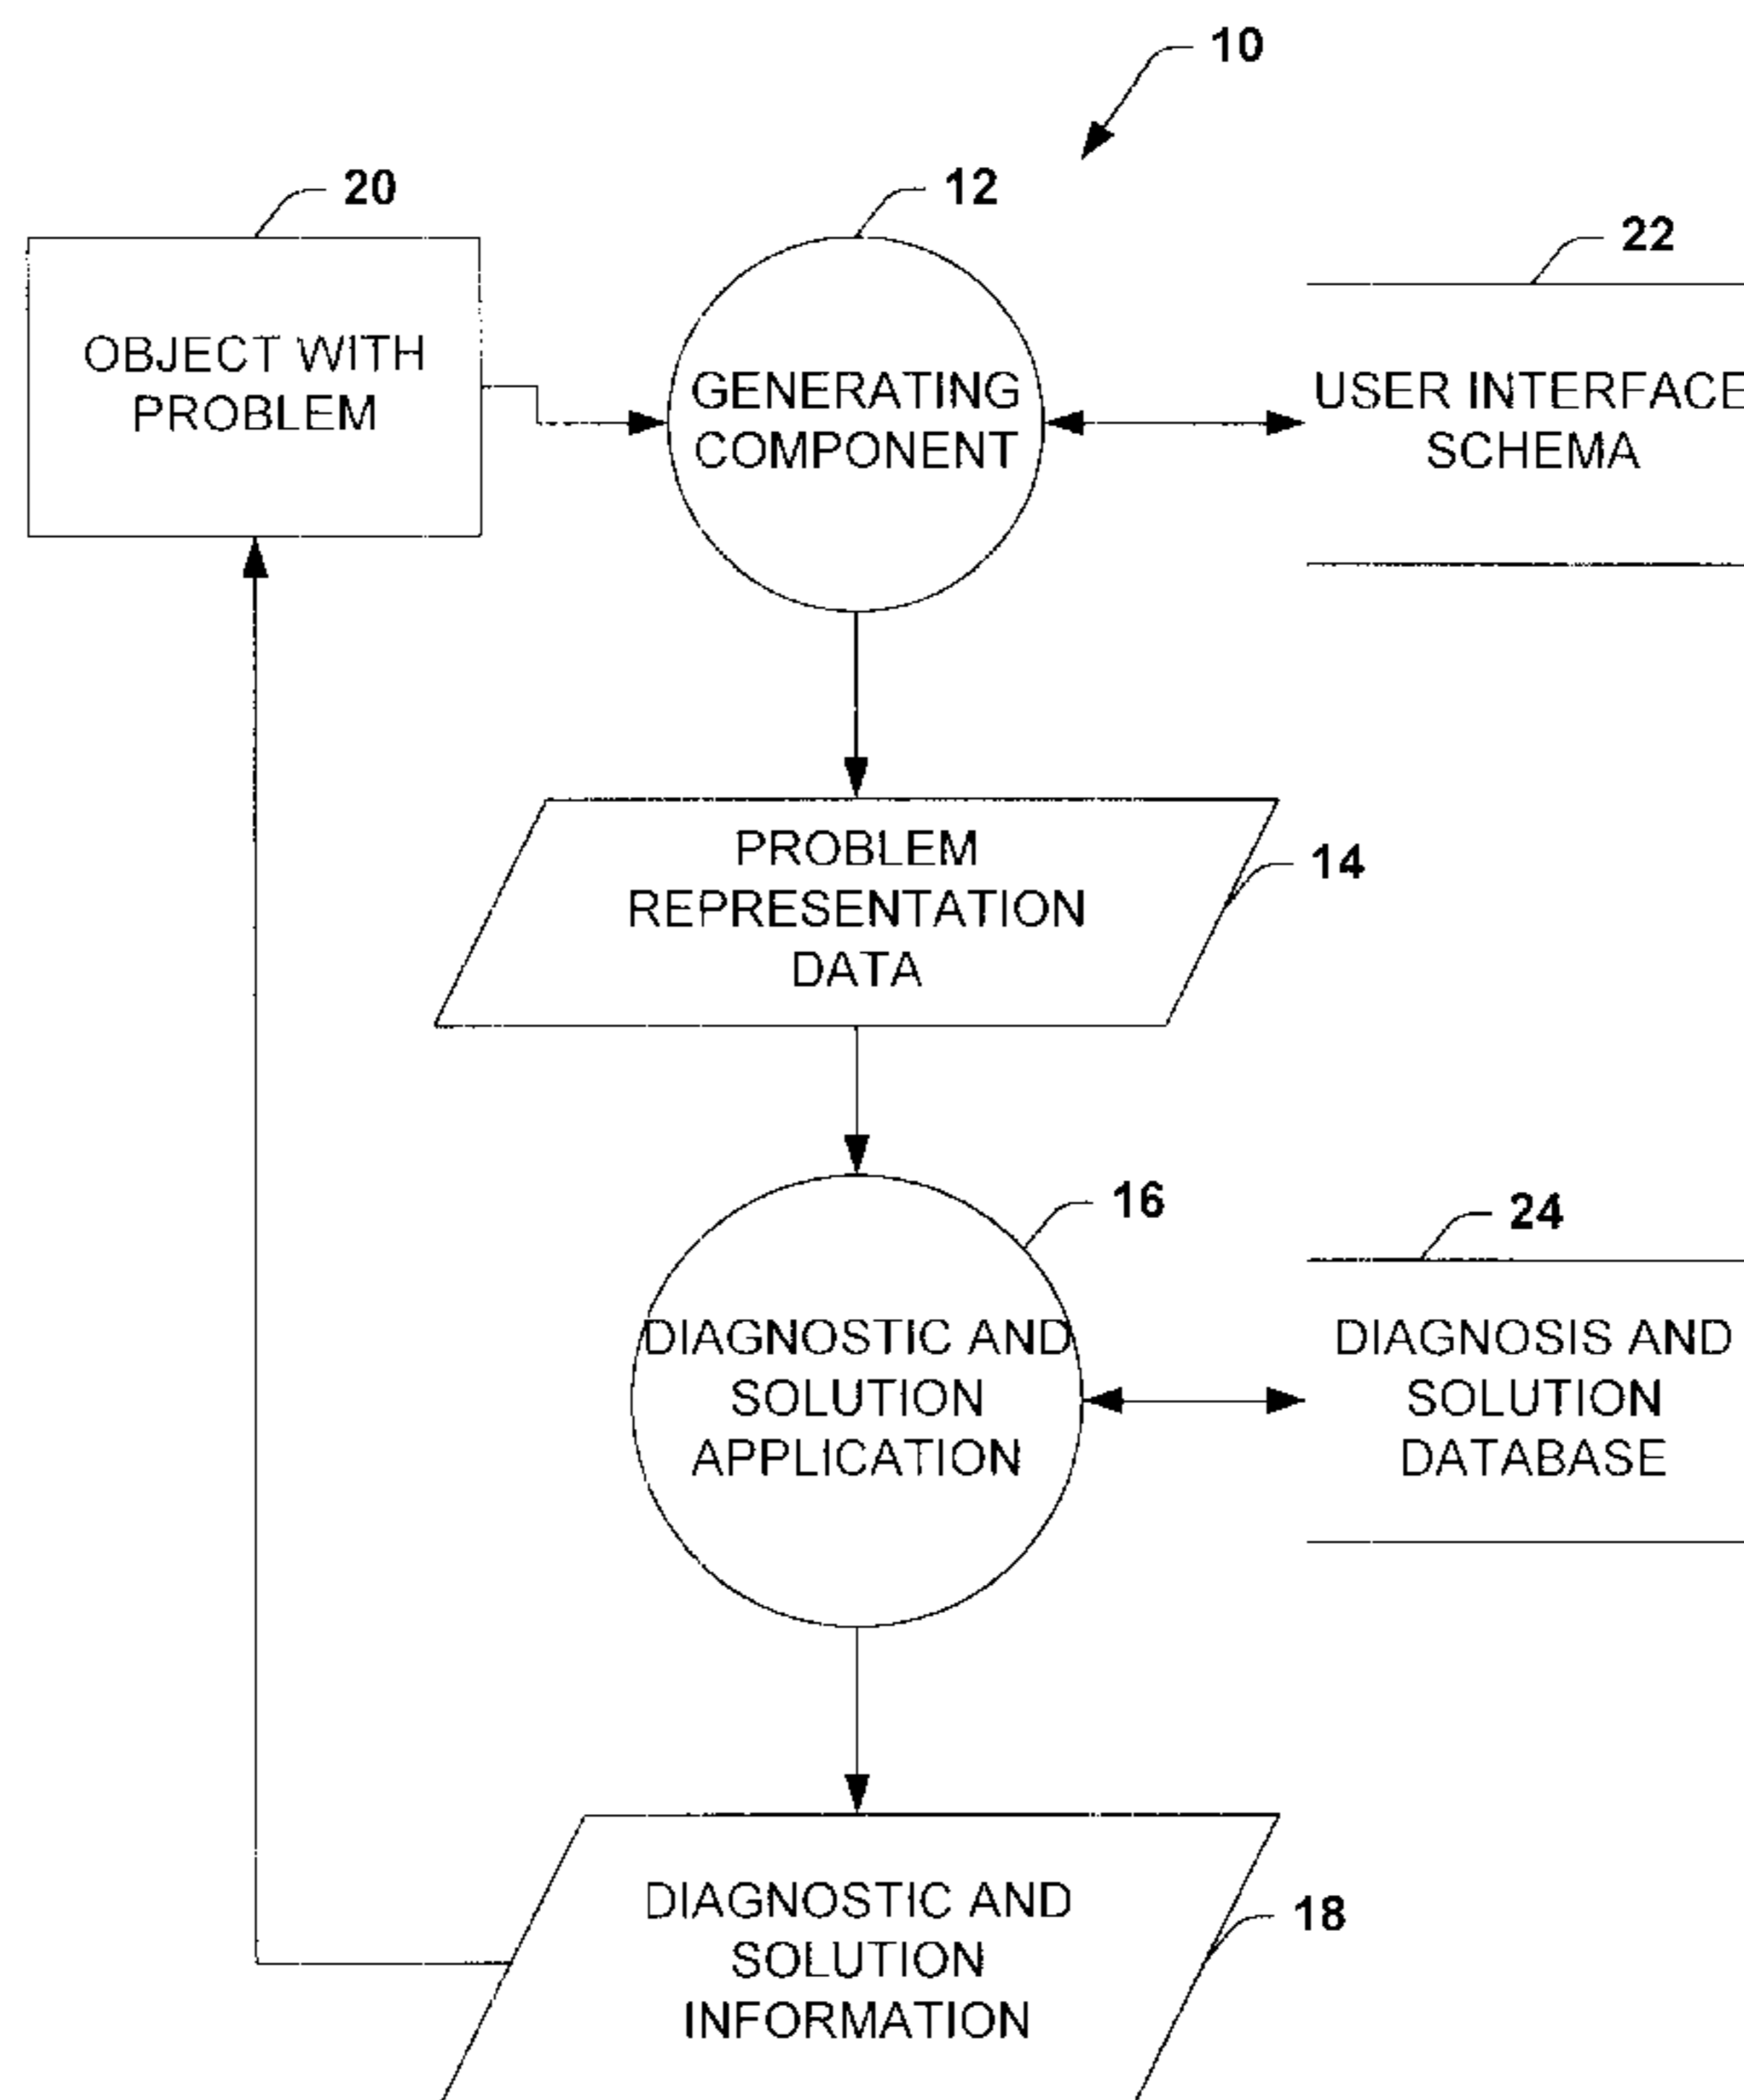 10
20
12
22
OBJECT WITH
PROBLEM
GENERATING
COMPONENT
USER INTERFACE
SCHEMA
PROBLEM
REPRESENTATION
DATA
14
16
24
DIAGNOSTIC AND
SOLUTION
APPLICATION
DIAGNOSIS AND
SOLUTION
DATABASE
DIAGNOSTIC AND
SOLUTION
INFORMATION
18